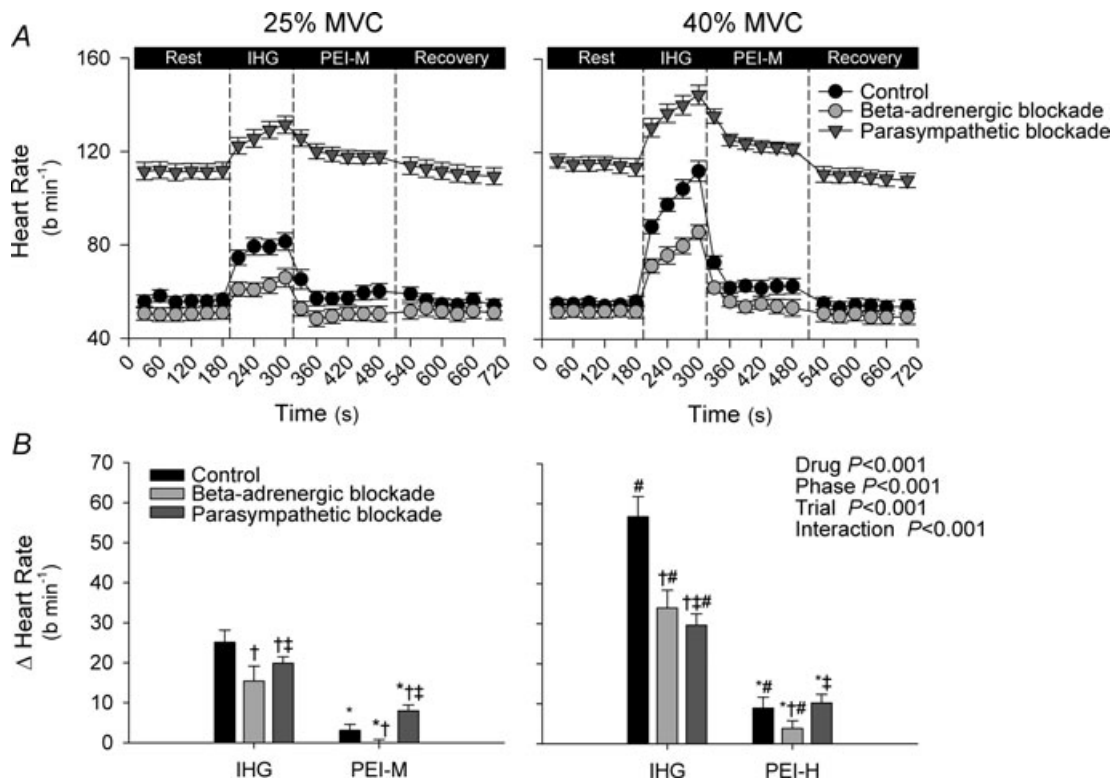 A
25% MVC
40% MVC
Rest IHG PEI-M Recovery
Rest IHG PEI-M Recovery
160
120
80
40
Heart Rate
(b min⁻¹)
Control
Beta-adrenergic blockade
Parasympathetic blockade
0 60 120 180 240 300 360 420 480 540 600 660 720
0 60 120 180 240 300 360 420 480 540 600 660 720
Time (s)
Time (s)
B
70
60
50
40
30
20
10
0
Δ Heart Rate
(b min⁻¹)
Control
Beta-adrenergic blockade
Parasympathetic blockade
† †‡
* *† *†‡
IHG PEI-M
Drug P<0.001
Phase P<0.001
Trial P<0.001
Interaction P<0.001
# †# †‡#
*# *†# *‡
IHG PEI-H